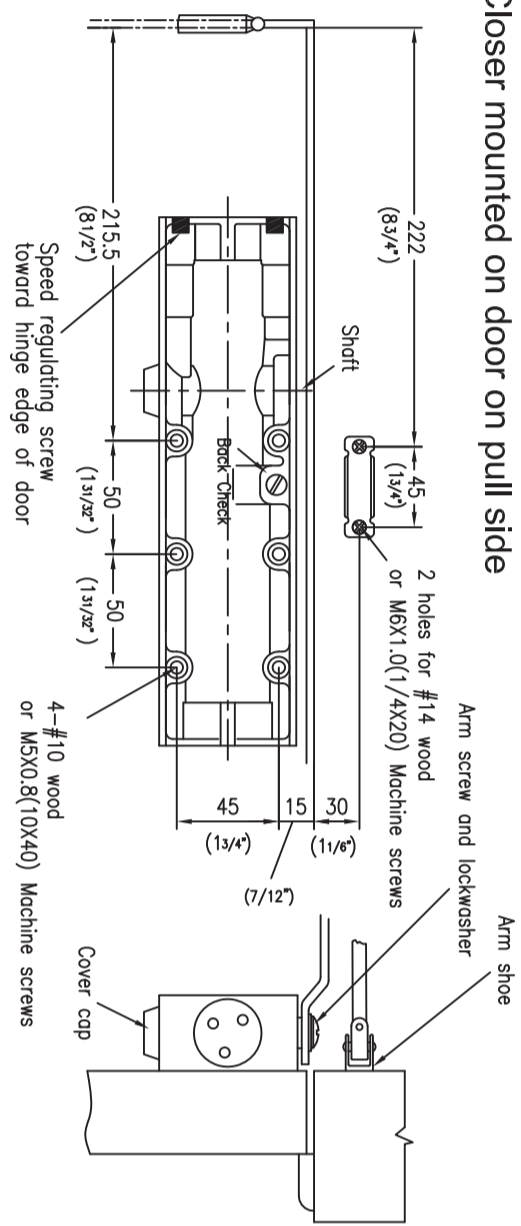 Closer mounted on door on pull side
222
(8 3/4")
45
(1 3/4")
2 holes for #14 wood
or M6X1.0(1/4X20) Machine screws
Arm screw and lockwasher
Arm shoe
Shaft
Back Check
30
(1 1/6")
15
(7/12")
45
(1 3/4")
215.5
(8 1/2")
50
(1 31/32")
50
(1 31/32")
Speed regulating screw
toward hinge edge of door
4-#10 wood
or M5X0.8(10X40) Machine screws
Cover cap